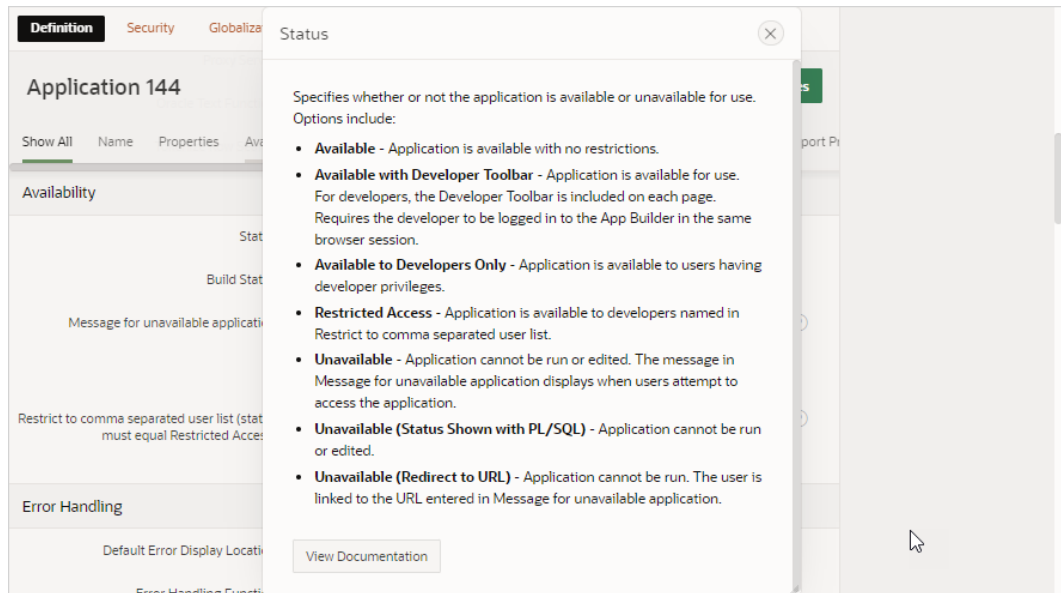 Definition Security Globaliza
Status
Application 144
Show All Name Properties Ava
port Pr
Specifies whether or not the application is available or unavailable for use.
Options include:
• Available - Application is available with no restrictions.
• Available with Developer Toolbar - Application is available for use.
For developers, the Developer Toolbar is included on each page.
Requires the developer to be logged in to the App Builder in the same
browser session.
• Available to Developers Only - Application is available to users having
developer privileges.
• Restricted Access - Application is available to developers named in
Restrict to comma separated user list.
• Unavailable - Application cannot be run or edited. The message in
Message for unavailable application displays when users attempt to
access the application.
• Unavailable (Status Shown with PL/SQL) - Application cannot be run
or edited.
• Unavailable (Redirect to URL) - Application cannot be run. The user is
linked to the URL entered in Message for unavailable application.
View Documentation
Availability
Stat
Build Stat
Message for unavailable applicati
Restrict to comma separated user list (stat
must equal Restricted Acces
Error Handling
Default Error Display Locati